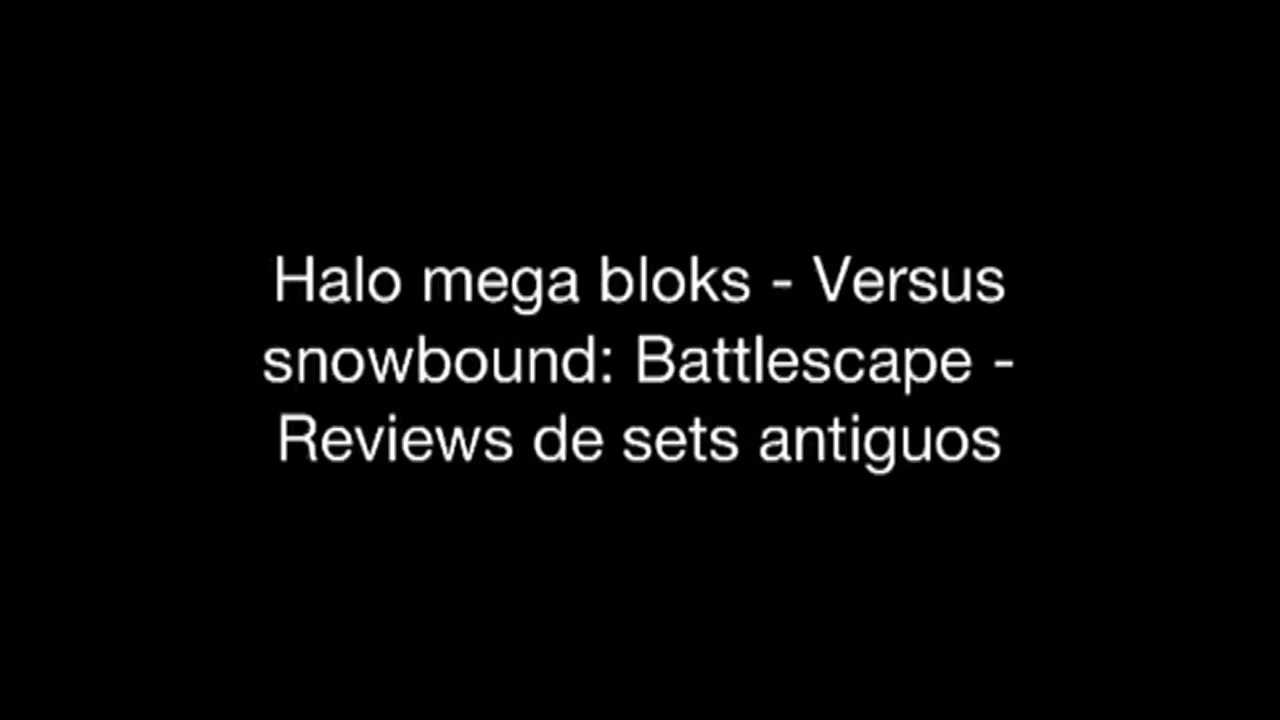 Halo mega bloks - Versus
snowbound: Battlescape -
Reviews de sets antiguos